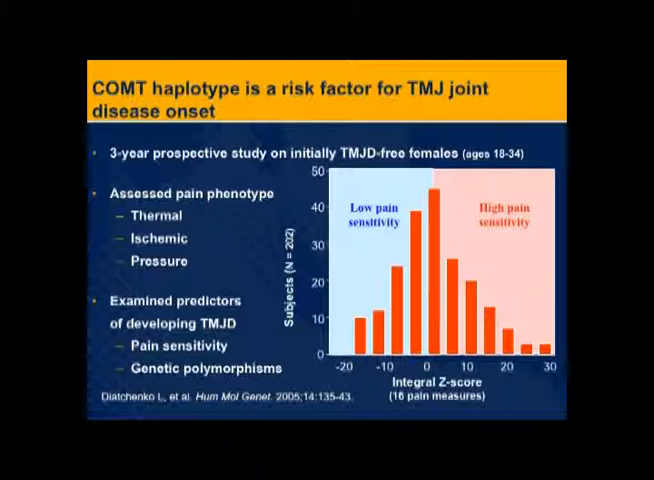 COMT haplotype is a risk factor for TMJ joint
disease onset
• 3-year prospective study on initially TMJD-free females (ages 18-34)
• Assessed pain phenotype
– Thermal
– Ischemic
– Pressure
• Examined predictors
of developing TMJD
– Pain sensitivity
– Genetic polymorphisms
Subjects (N = 202)
50
40
30
20
10
0
Low pain
sensitivity
High pain
sensitivity
-20 -10 0 10 20 30
Integral Z-score
(16 pain measures)
Diatchenko L, et al. Hum Mol Genet. 2005;14:135-43.